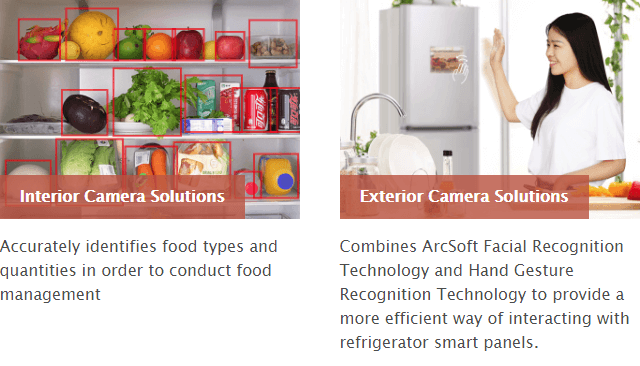 Interior Camera Solutions
Accurately identifies food types and
quantities in order to conduct food
management
Exterior Camera Solutions
Combines ArcSoft Facial Recognition
Technology and Hand Gesture
Recognition Technology to provide a
more efficient way of interacting with
refrigerator smart panels.